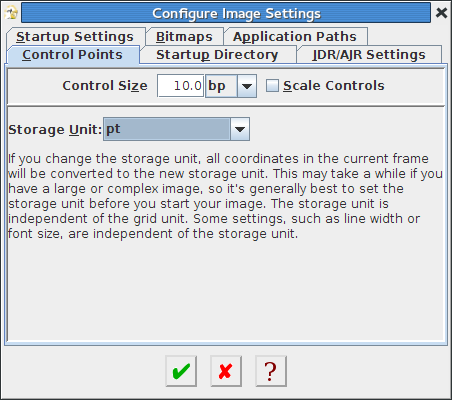 Configure Image Settings
Startup Settings Bitmaps Application Paths
Control Points Startup Directory JDR/AJR Settings
Control Size 10.0 bp Scale Controls
Storage Unit: pt
If you change the storage unit, all coordinates in the current frame
will be converted to the new storage unit. This may take a while if you
have a large or complex image, so it's generally best to set the
storage unit before you start your image. The storage unit is
independent of the grid unit. Some settings, such as line width or
font size, are independent of the storage unit.
?